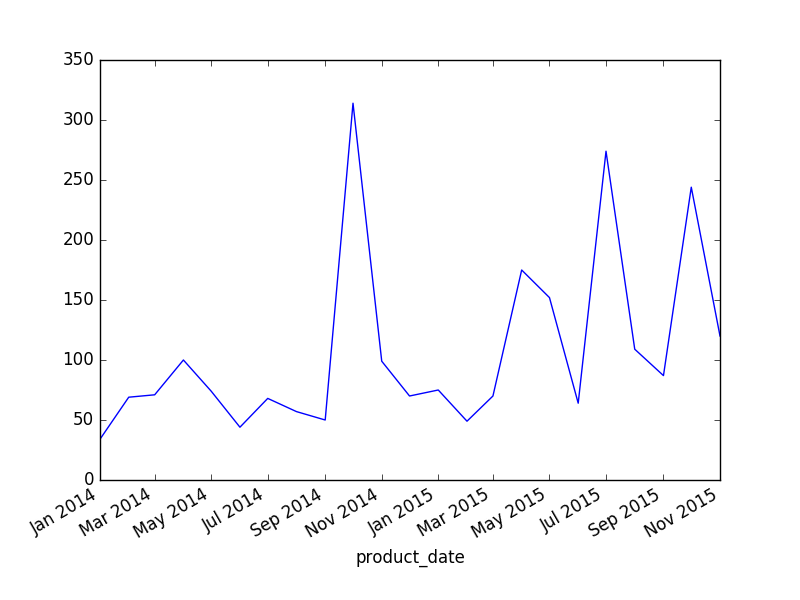 350
300
250
200
150
100
50
0
Jan 2014
Mar 2014
May 2014
Jul 2014
Sep 2014
Nov 2014
Jan 2015
Mar 2015
May 2015
Jul 2015
Sep 2015
Nov 2015
product_date